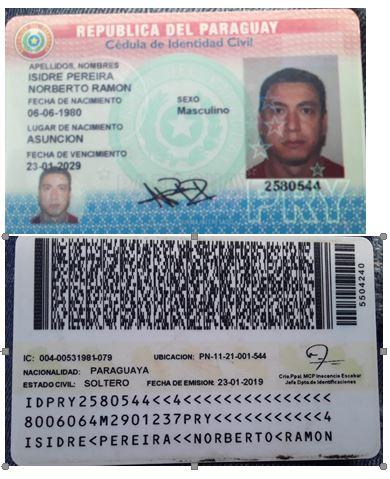 REPUBLICA DEL PARAGUAY
Cédula de Identidad Civil
APELLIDOS, NOMBRES
ISIDRE PEREIRA
NORBERTO RAMON
FECHA DE NACIMIENTO SEXO
06-06-1980 Masculino
LUGAR DE NACIMIENTO
ASUNCION
FECHA DE VENCIMIENTO
23-01-2029
2580544
PRY
5504240
IC: 004-00531981-079 UBICACION: PN-11-21-001-544
NACIONALIDAD: PARAGUAYA
ESTADO CIVIL: SOLTERO FECHA DE EMISION: 23-01-2019
Crio.Ppal. MCP Inocencio Escobar
Jefe Dpto.de Identificaciones
IDPRY2580544<<4<<<<<<<<<<<<<<<
8006064M2901237PRY<<<<<<<<<<<4
ISIDRE<PEREIRA<<NORBERTO<RAMON